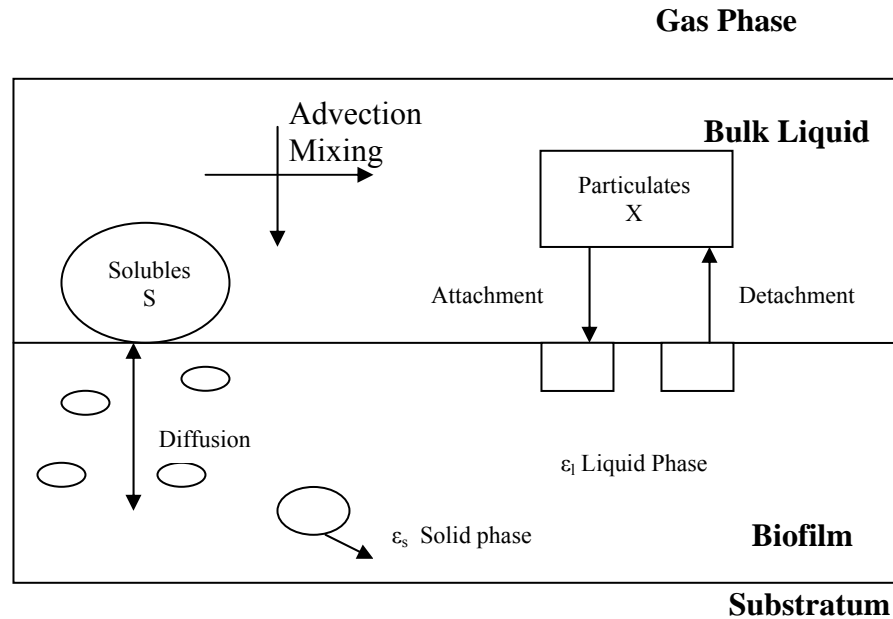 Gas Phase
Advection
Mixing
Bulk Liquid
Particulates
X
Solubles
S
Attachment
Detachment
Diffusion
εl Liquid Phase
εs Solid phase
Biofilm
Substratum